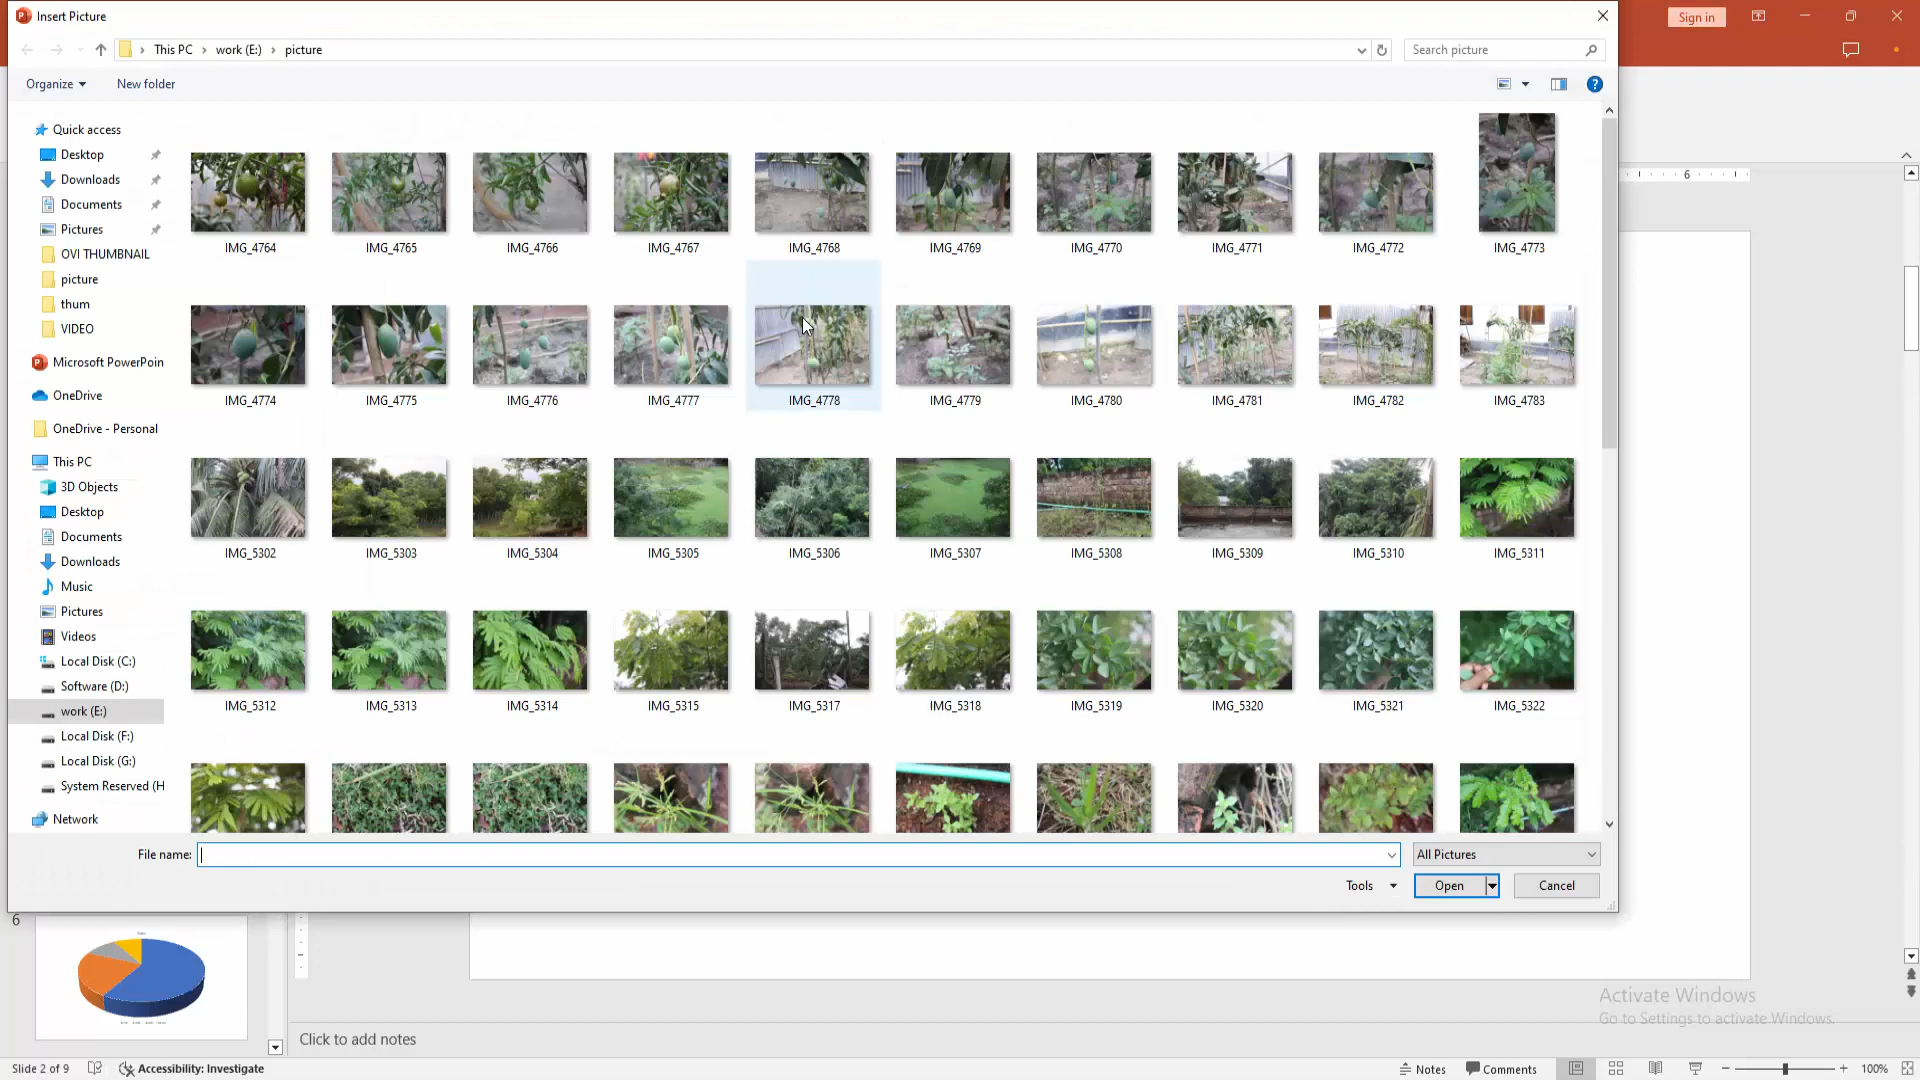 Insert Picture
Sign in
This PC
work (E:)
picture
Search picture
Organize
New folder
Quick access
Desktop
Downloads
Documents
Pictures
OVI THUMBNAIL
picture
thum
VIDEO
Microsoft PowerPoin
OneDrive
OneDrive - Personal
This PC
3D Objects
Desktop
Documents
Downloads
Music
Pictures
Videos
Local Disk (C:)
Software (D:)
work (E:)
Local Disk (F:)
Local Disk (G:)
System Reserved (H
Network
IMG_4764 IMG_4765 IMG_4766 IMG_4767 IMG_4768 IMG_4769 IMG_4770 IMG_4771 IMG_4772 IMG_4773
IMG_4774 IMG_4775 IMG_4776 IMG_4777 IMG_4778 IMG_4779 IMG_4780 IMG_4781 IMG_4782 IMG_4783
IMG_5302 IMG_5303 IMG_5304 IMG_5305 IMG_5306 IMG_5307 IMG_5308 IMG_5309 IMG_5310 IMG_5311
IMG_5312 IMG_5313 IMG_5314 IMG_5315 IMG_5317 IMG_5318 IMG_5319 IMG_5320 IMG_5321 IMG_5322
File name:
All Pictures
Tools
Open
Cancel
6
6
Activate Windows
Go to Settings to activate Windows.
Click to add notes
Slide 2 of 9
Accessibility: Investigate
Notes
Comments
100%